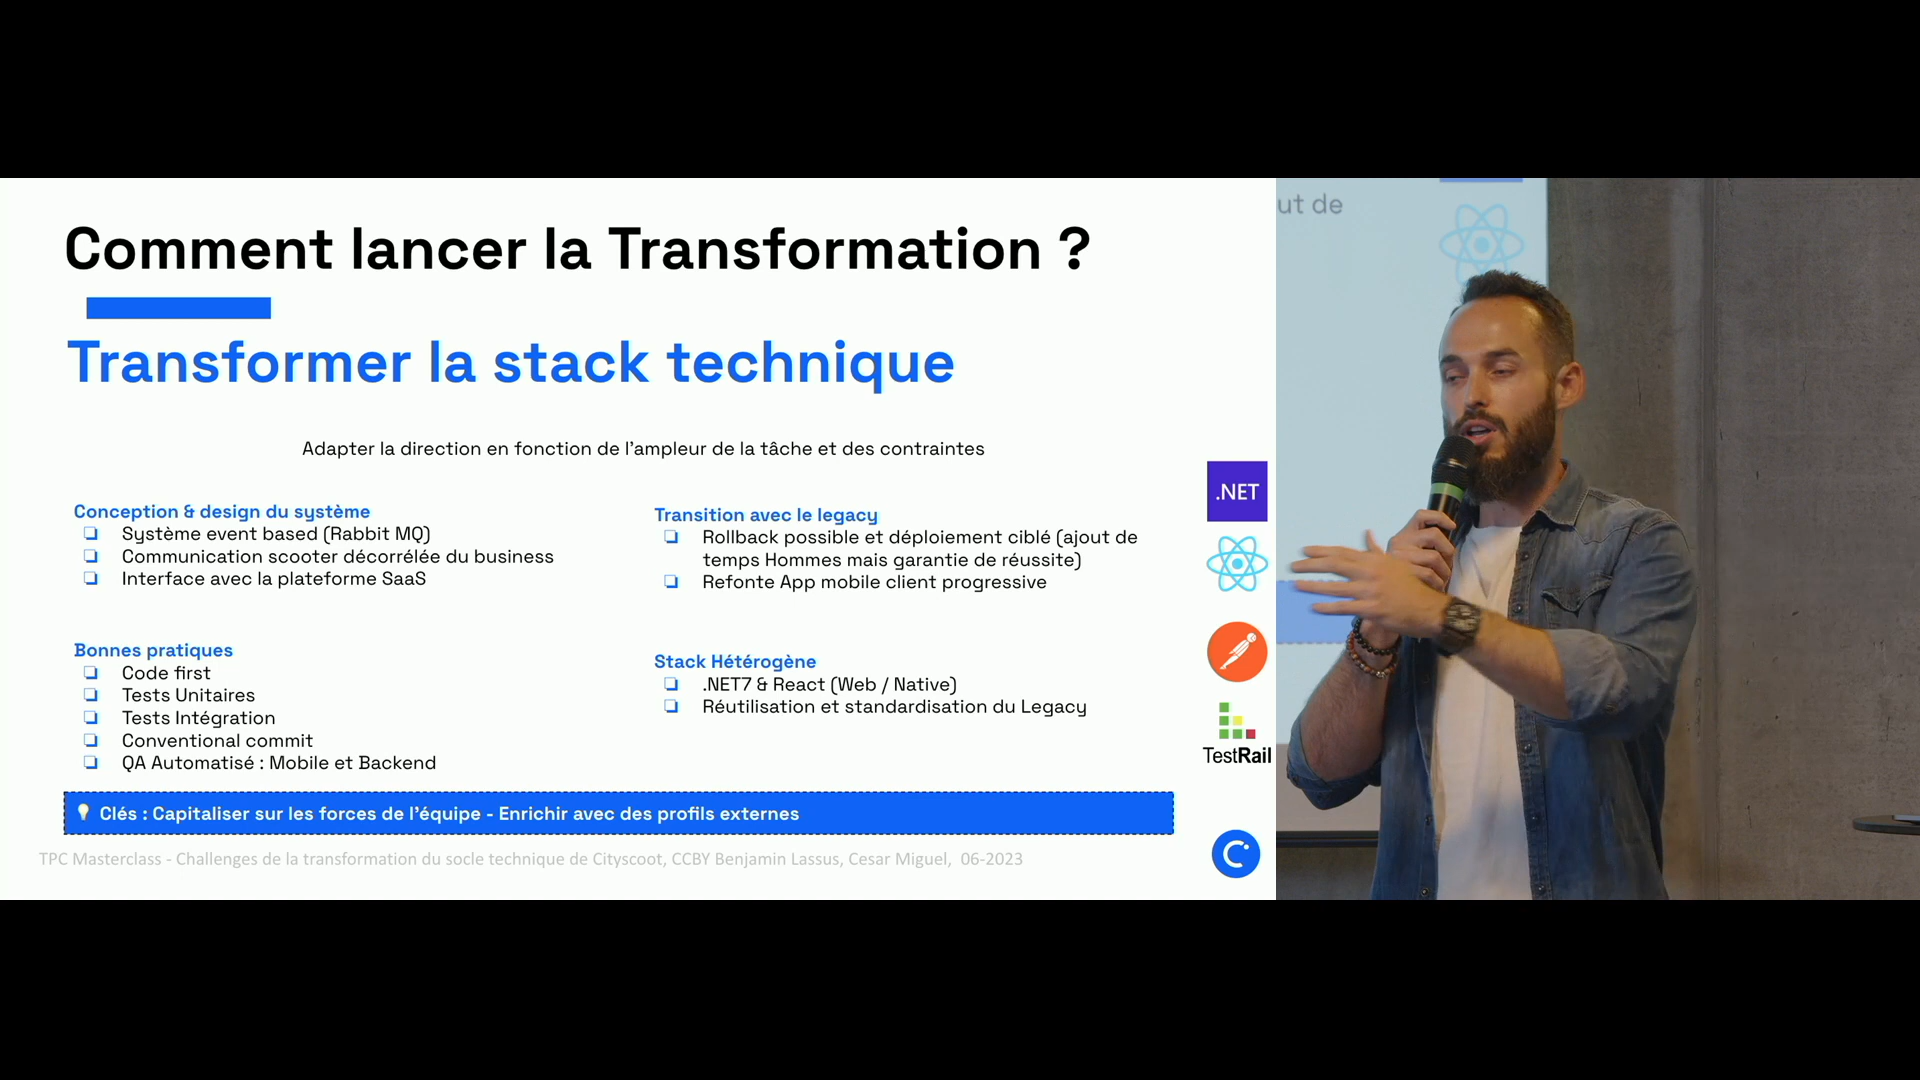 Comment lancer la Transformation ?
Transformer la stack technique
Adapter la direction en fonction de l'ampleur de la tâche et des contraintes
Conception & design du système
Système event based (Rabbit MQ)
Communication scooter décorrélée du business
Interface avec la plateforme SaaS
Bonnes pratiques
Code first
Tests Unitaires
Tests Intégration
Conventional commit
QA Automatisé : Mobile et Backend
Transition avec le legacy
Rollback possible et déploiement ciblé (ajout de
temps Hommes mais garantie de réussite)
Refonte App mobile client progressive
Stack Hétérogène
.NET7 & React (Web / Native)
Réutilisation et standardisation du Legacy
Clés : Capitaliser sur les forces de l'équipe - Enrichir avec des profils externes
TPC Masterclass - Challenges de la transformation du socle technique de Cityscoot, CCBY Benjamin Lassus, Cesar Miguel, 06-2023
.NET
TestRail
C
ut de